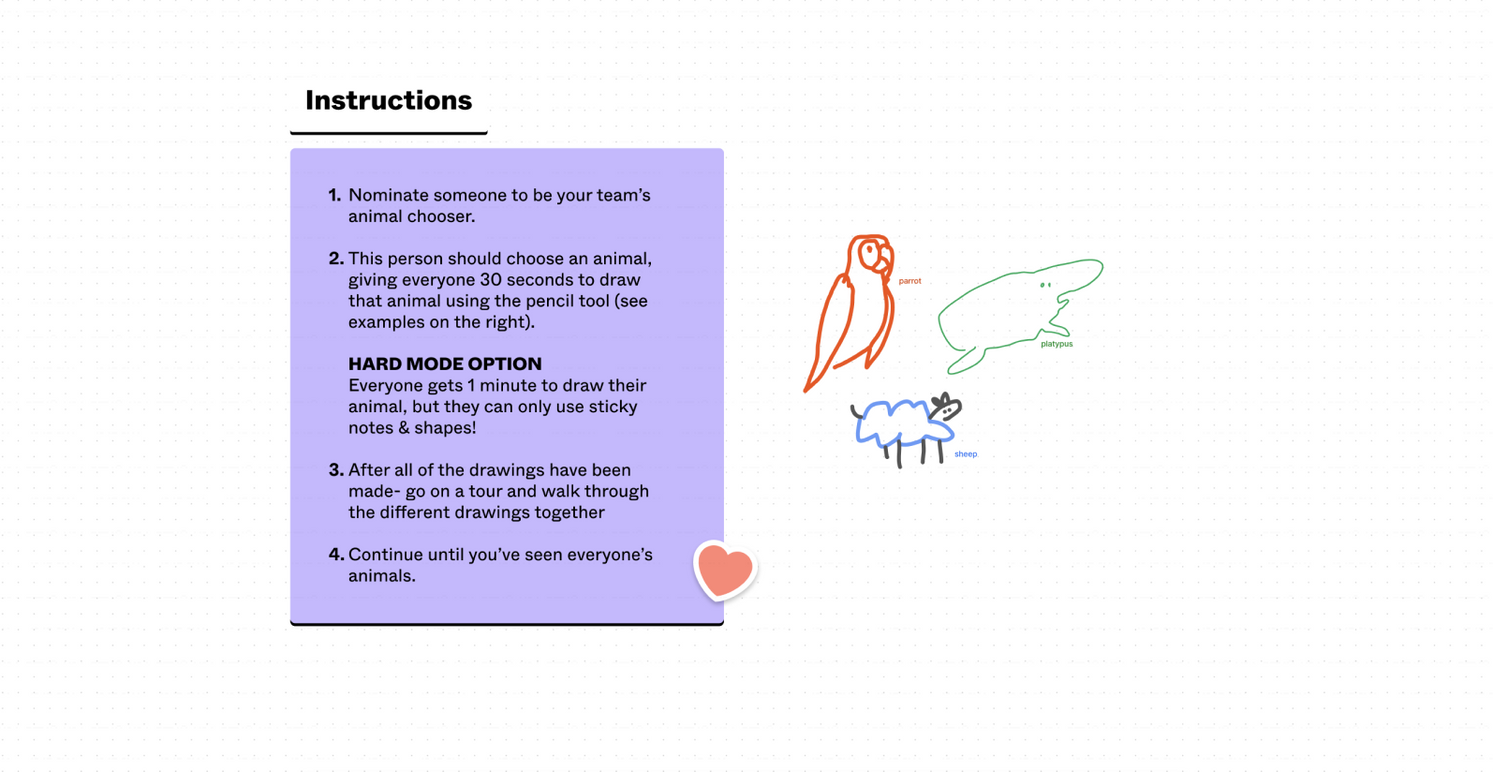 Instructions
1. Nominate someone to be your team’s
animal chooser.
2. This person should choose an animal,
giving everyone 30 seconds to draw
that animal using the pencil tool (see
examples on the right).
HARD MODE OPTION
Everyone gets 1 minute to draw their
animal, but they can only use sticky
notes & shapes!
3. After all of the drawings have been
made- go on a tour and walk through
the different drawings together
4. Continue until you’ve seen everyone’s
animals.
parrot
platypus
sheep